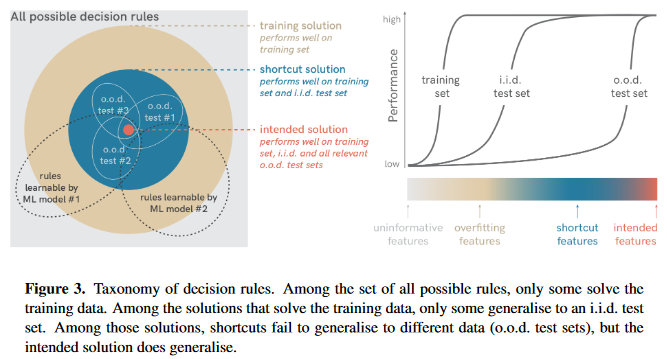 All possible decision rules
training solution
performs well on
training set
shortcut solution
performs well on training
set and i.i.d. test set
intended solution
performs well on training
set, i.i.d. and all relevant
o.o.d. test sets
o.o.d.
test #3
o.o.d.
test #1
o.o.d.
test #2
rules
learnable by
ML model #1
rules learnable by
ML model #2
high
Performance
low
training
set
i.i.d.
test set
o.o.d.
test set
uninformative
features
overfitting
features
shortcut
features
intended
features
Figure 3. Taxonomy of decision rules. Among the set of all possible rules, only some solve the
training data. Among the solutions that solve the training data, only some generalise to an i.i.d. test
set. Among those solutions, shortcuts fail to generalise to different data (o.o.d. test sets), but the
intended solution does generalise.